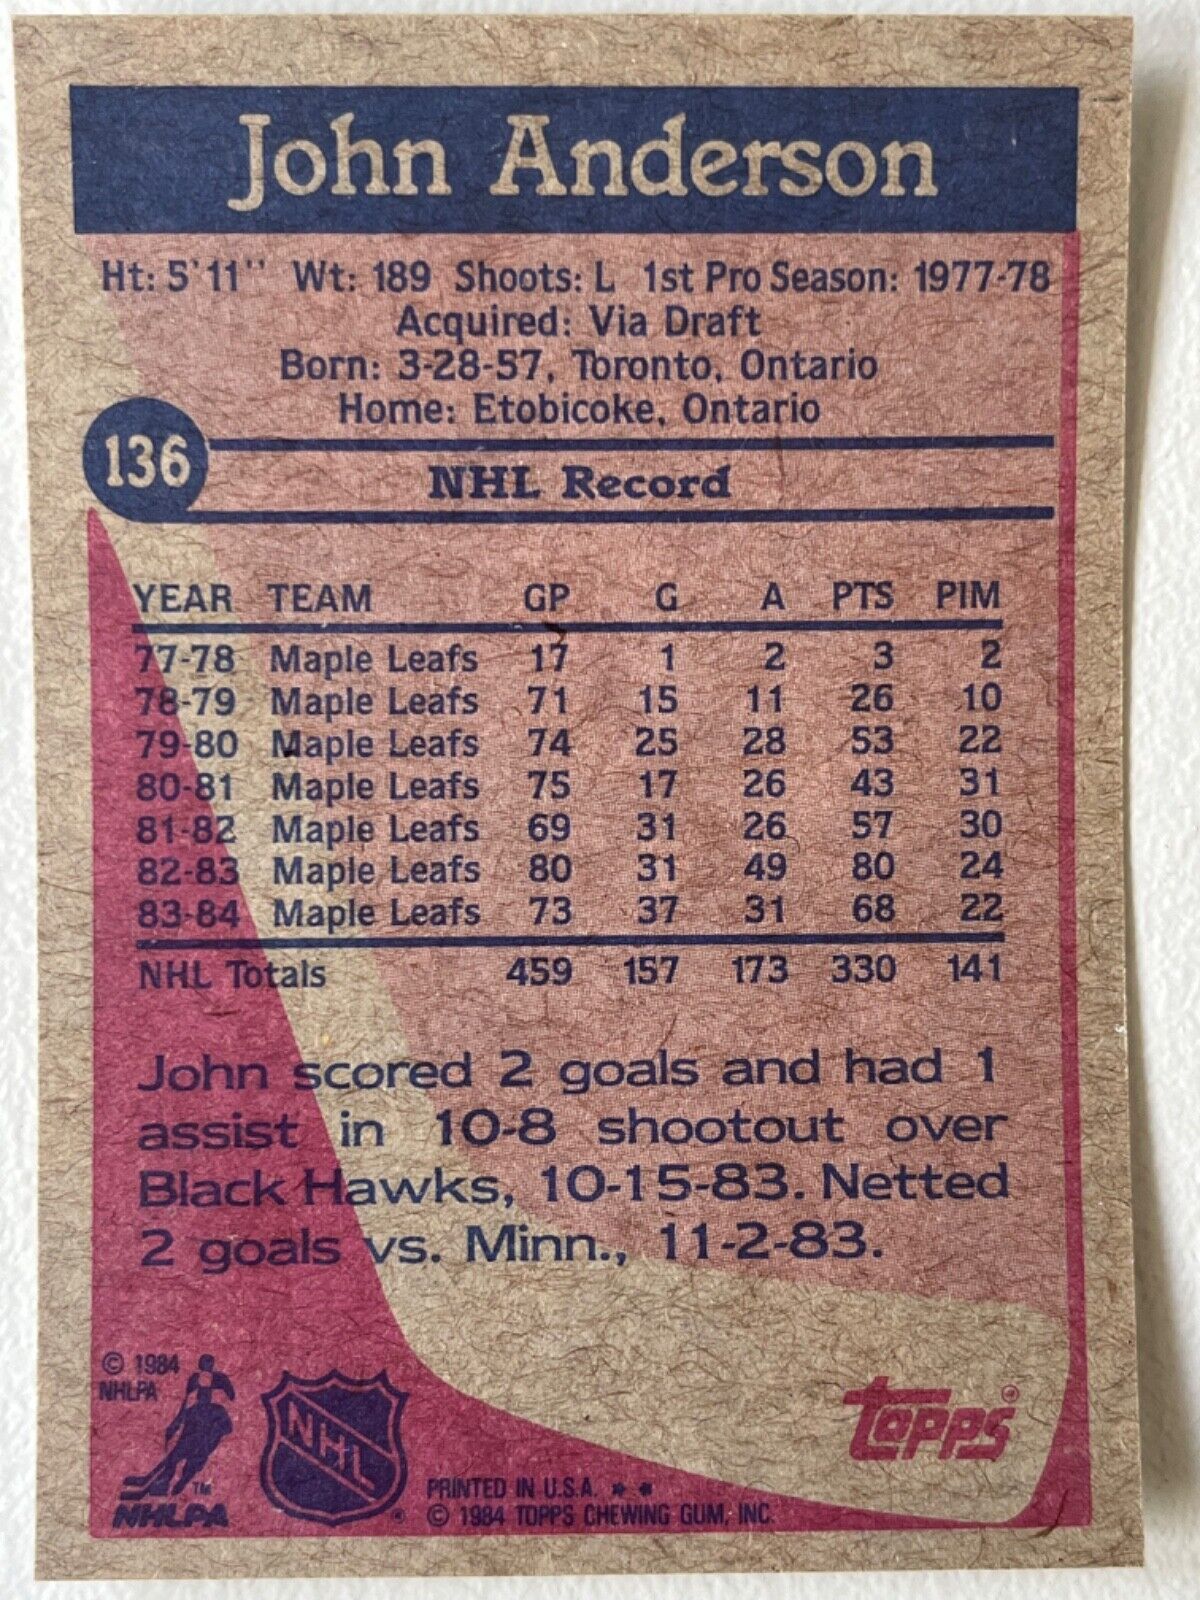 John Anderson
Ht: 5'11" Wt: 189 Shoots: L 1st Pro Season: 1977-78
Acquired: Via Draft
Born: 3-28-57, Toronto, Ontario
Home: Etobicoke, Ontario
136
NHL Record
YEAR TEAM GP G A PTS PIM
77-78 Maple Leafs 17 1 2 3 2
78-79 Maple Leafs 71 15 11 26 10
79-80 Maple Leafs 74 25 28 53 22
80-81 Maple Leafs 75 17 26 43 31
81-82 Maple Leafs 69 31 26 57 30
82-83 Maple Leafs 80 31 49 80 24
83-84 Maple Leafs 73 37 31 68 22
NHL Totals 459 157 173 330 141
John scored 2 goals and had 1
assist in 10-8 shootout over
Black Hawks, 10-15-83. Netted
2 goals vs. Minn., 11-2-83.
© 1984
NHLPA
TM
NHLPA
NHL
Topps ®
PRINTED IN U.S.A. * *
© 1984 TOPPS CHEWING GUM, INC.